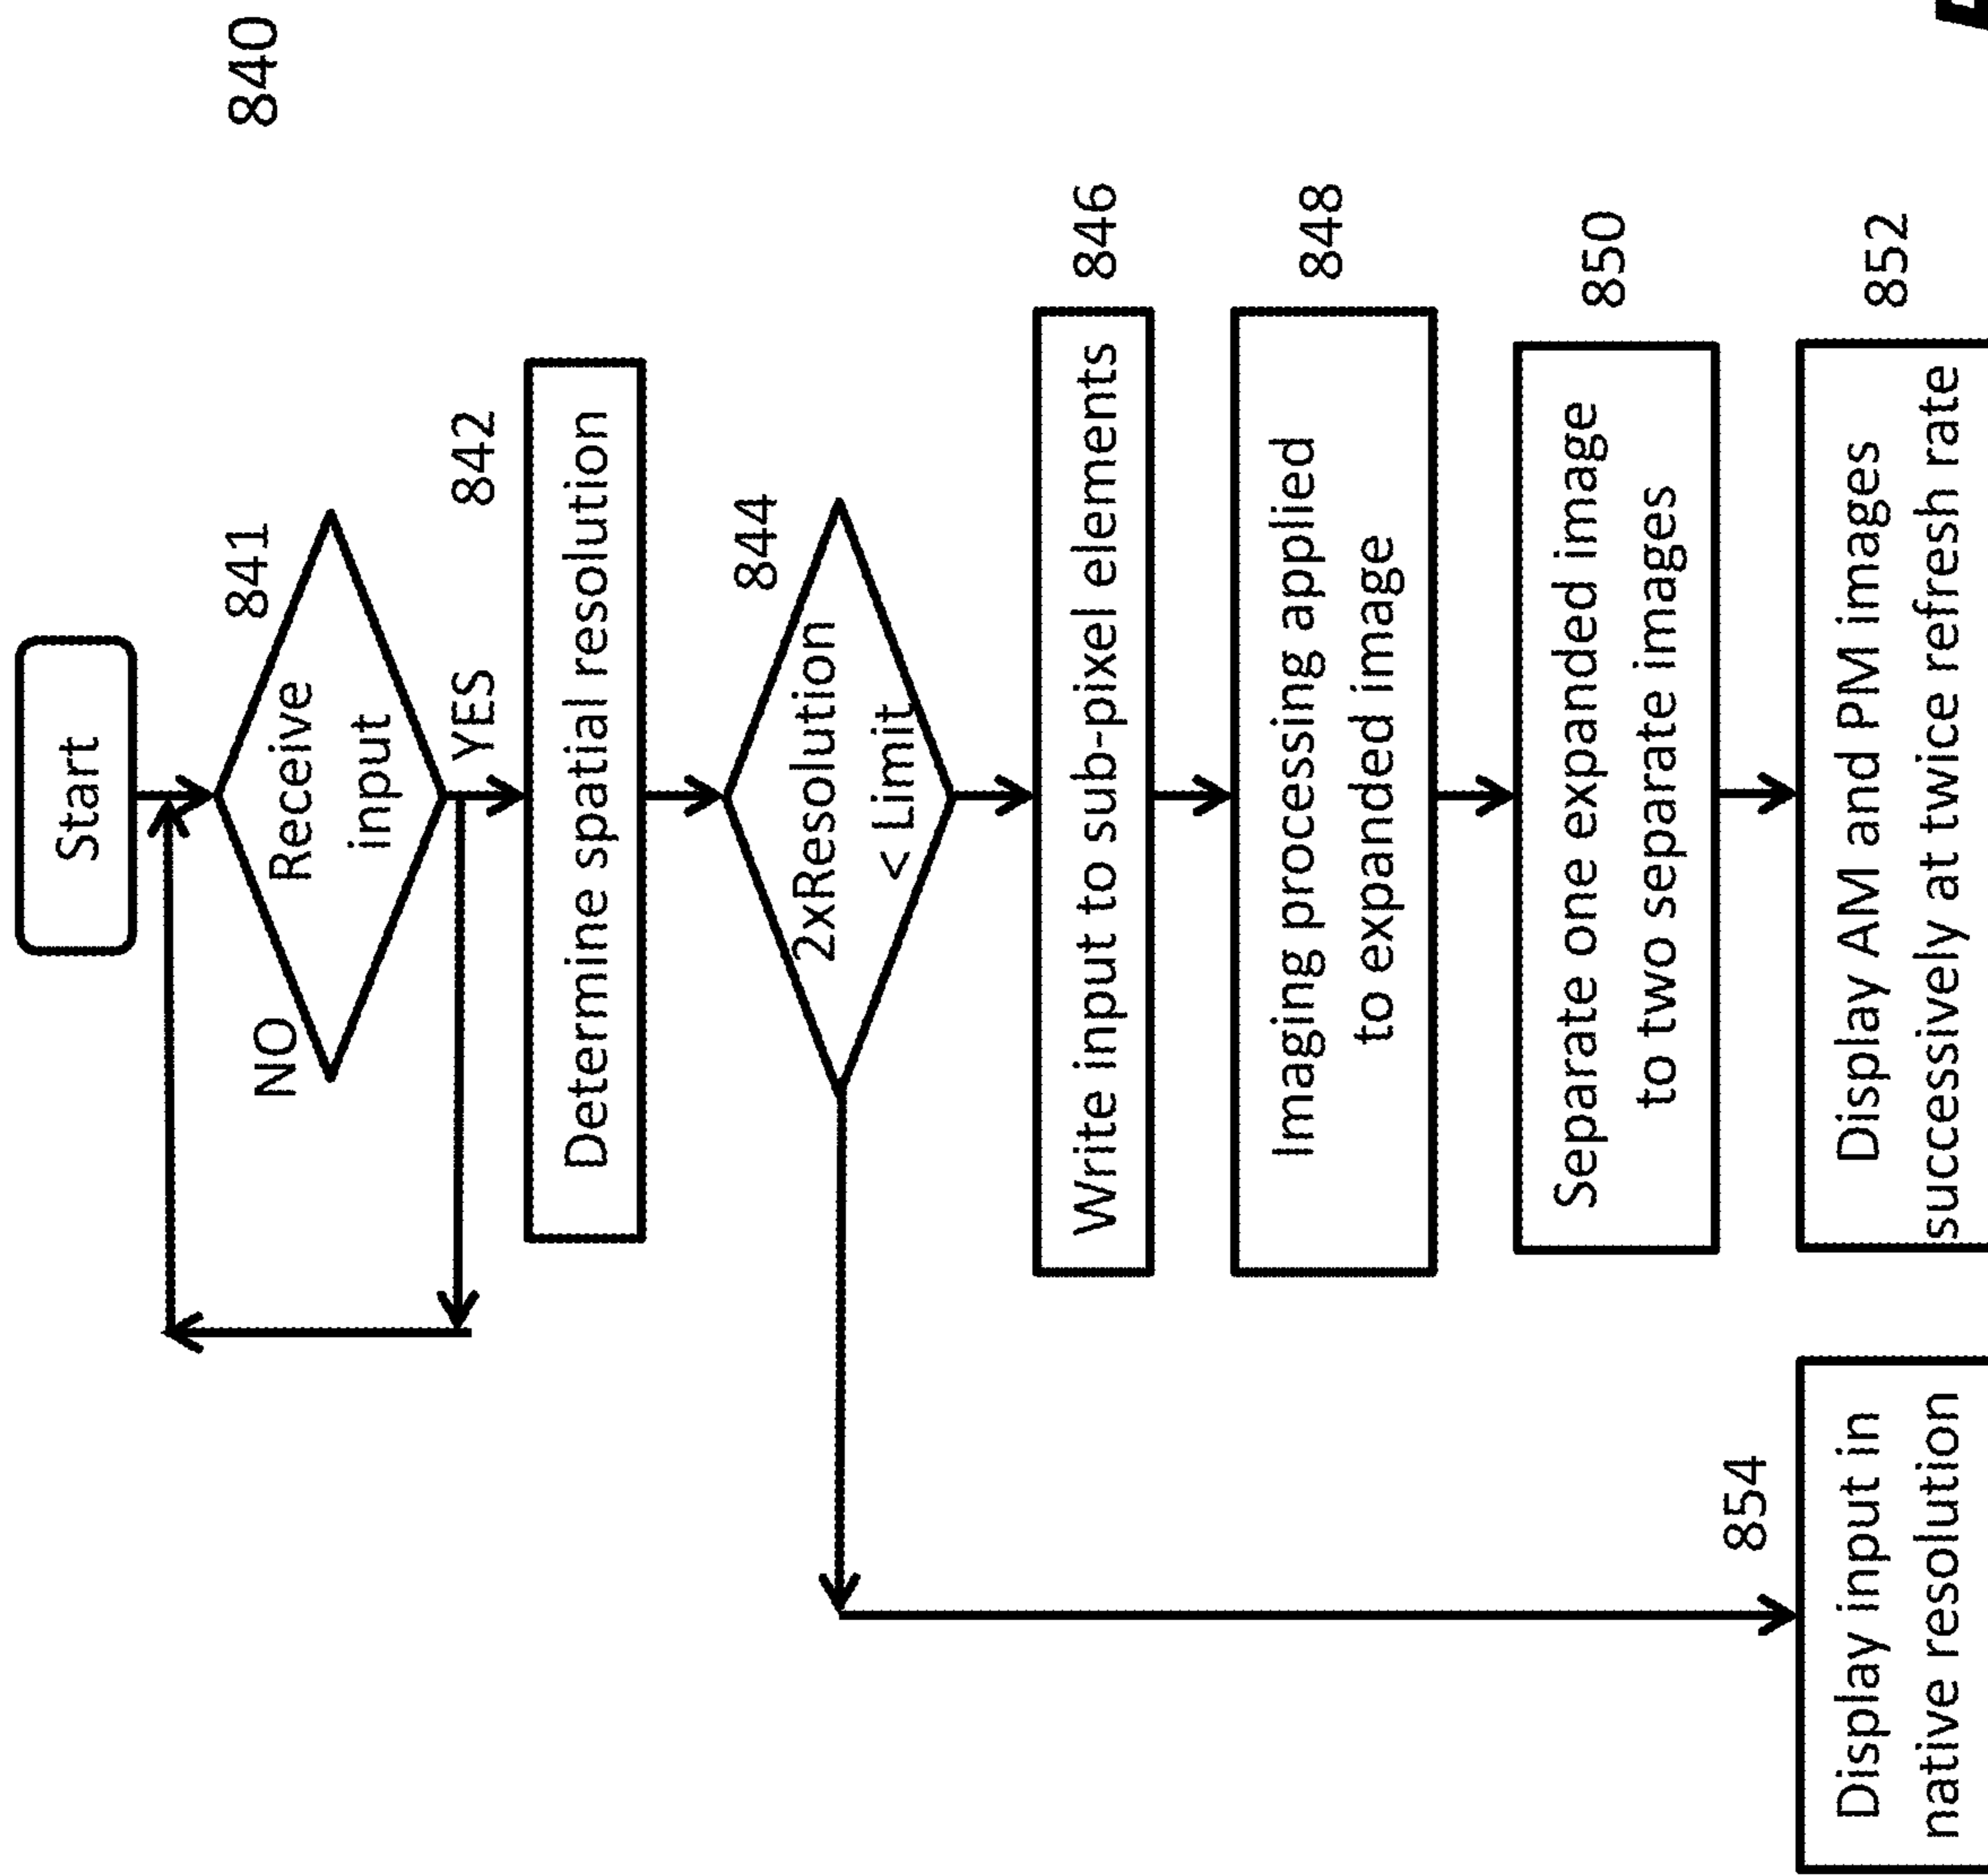 840
Start
841
Receive
input
NO
YES
842
Determine spatial resolution
844
2xResolution
< Limit
846
Write input to sub-pixel elements
848
Imaging processing applied
to expanded image
850
Separate one expanded image
to two separate images
852
Display AM and PM images
successively at twice refresh rate
854
Display input in
native resolution